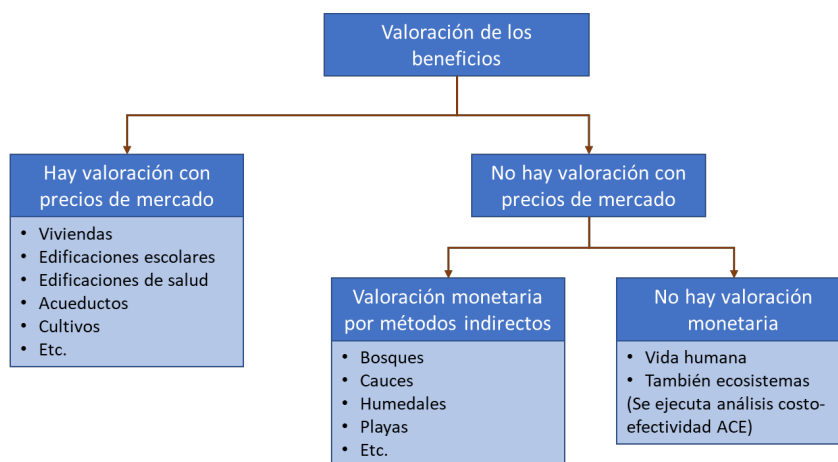 Valoración de los
beneficios
Hay valoración con
precios de mercado
• Viviendas
• Edificaciones escolares
• Edificaciones de salud
• Acueductos
• Cultivos
• Etc.
No hay valoración con
precios de mercado
Valoración monetaria
por métodos indirectos
• Bosques
• Cauces
• Humedales
• Playas
• Etc.
No hay valoración
monetaria
• Vida humana
• También ecosistemas
(Se ejecuta análisis costo-
efectividad ACE)